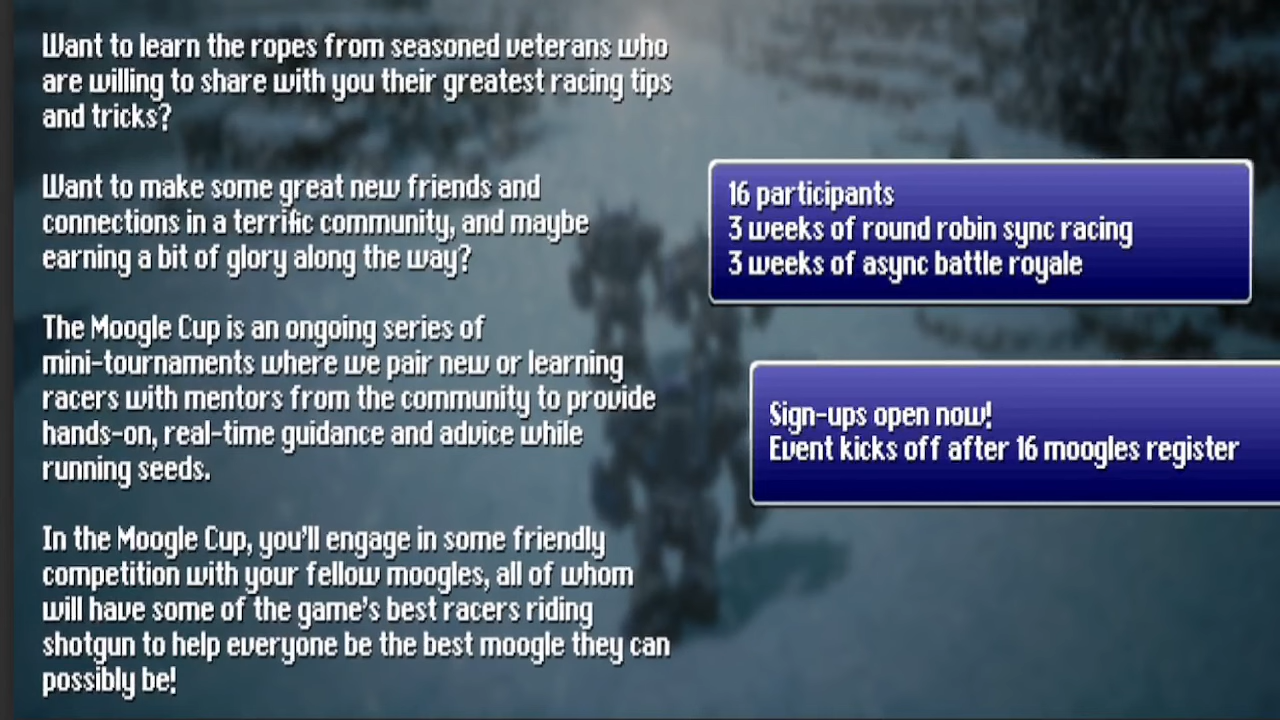 Want to learn the ropes from seasoned veterans who
are willing to share with you their greatest racing tips
and tricks?
Want to make some great new friends and
connections in a terrific community, and maybe
earning a bit of glory along the way?
The Moogle Cup is an ongoing series of
mini-tournaments where we pair new or learning
racers with mentors from the community to provide
hands-on, real-time guidance and advice while
running seeds.
In the Moogle Cup, you'll engage in some friendly
competition with your fellow moogles, all of whom
will have some of the game's best racers riding
shotgun to help everyone be the best moogle they can
possibly be!
16 participants
3 weeks of round robin sync racing
3 weeks of async battle royale
Sign-ups open now!
Event kicks off after 16 moogles register